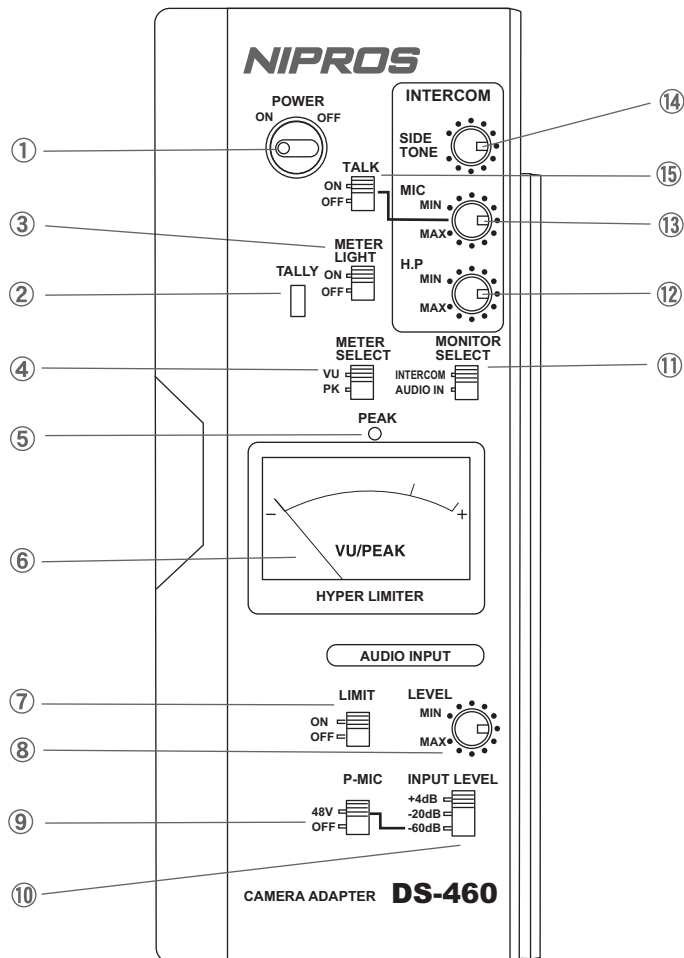 NIPROS
POWER
ON OFF
INTERCOM
⑭
SIDE
TONE
①
TALK
⑮
ON
OFF
MIC
MIN
MAX
⑬
③
METER
LIGHT
ON
OFF
H.P
MIN
MAX
⑫
②
TALLY
METER
SELECT
VU
PK
MONITOR
SELECT
INTERCOM
AUDIO IN
⑪
④
PEAK
⑤
- +
VU/PEAK
⑥
HYPER LIMITER
AUDIO INPUT
⑦
LIMIT
ON
OFF
LEVEL
MIN
MAX
⑧
P-MIC
48V
OFF
INPUT LEVEL
+4dB
-20dB
-60dB
⑨
⑩
CAMERA ADAPTER DS-460